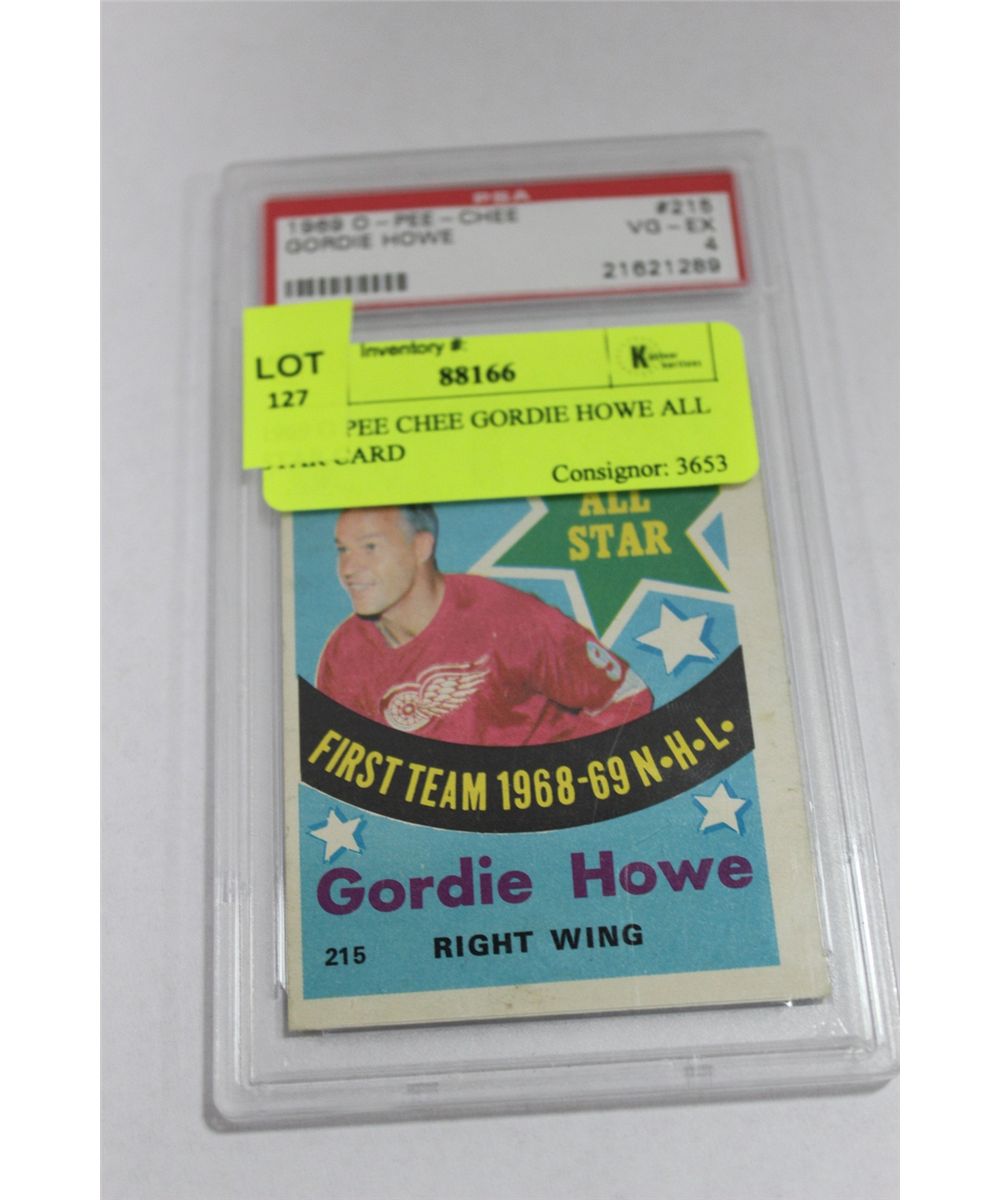 PSA
1969 O-PEE-CHEE #215
GORDIE HOWE VG-EX
4
21621289
LOT
127
Inventory #:
88166
PEE CHEE GORDIE HOWE ALL
CARD
Consignor: 3653
ALL
STAR
9
FIRST TEAM 1968-69 N·H·L·
Gordie Howe
215 RIGHT WING